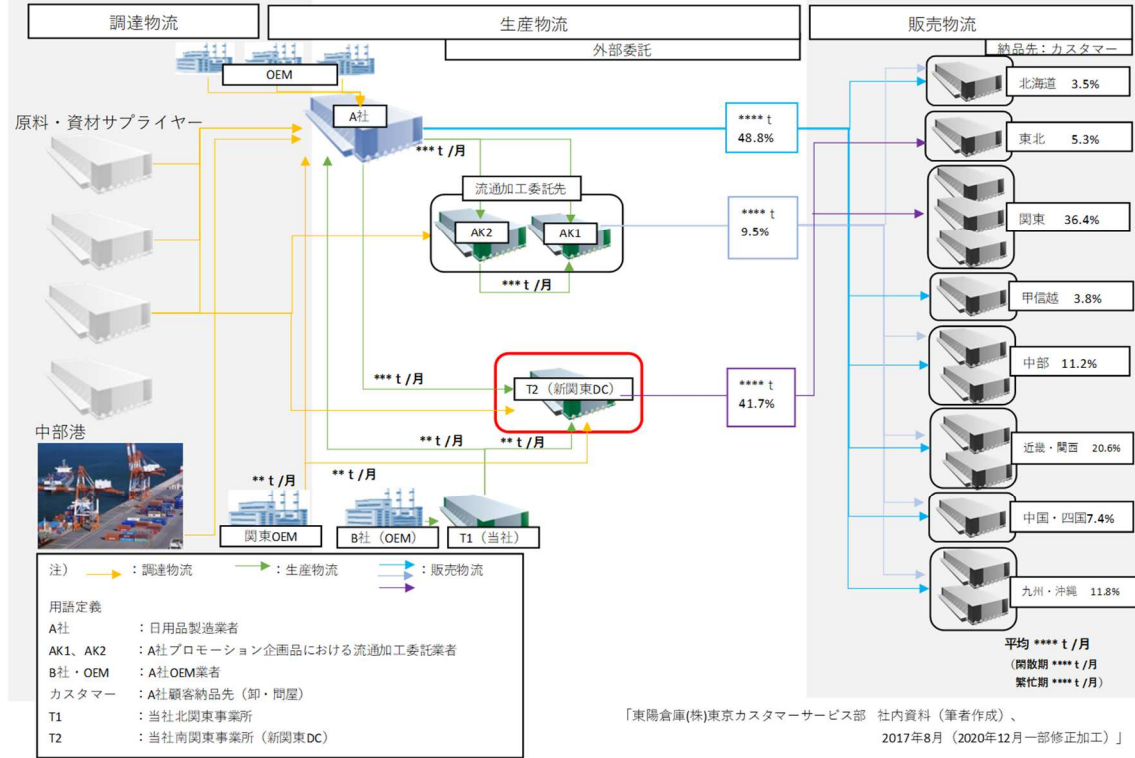 調達物流
生産物流
販売物流
外部委託
納品先：カスタマー
OEM
A社
原料・資材サプライヤー
***ｔ/月
流通加工委託先
AK2
AK1
***ｔ/月
****ｔ
48.8%
****ｔ
9.5%
***ｔ/月
T2（新関東DC）
****ｔ
41.7%
**ｔ/月
**ｔ/月
**ｔ/月
**ｔ/月
中部港
関東OEM
B社（OEM）
T1（当社）
北海道 3.5%
東北 5.3%
関東 36.4%
甲信越 3.8%
中部 11.2%
近畿・関西 20.6%
中国・四国7.4%
九州・沖縄 11.8%
平均 ****ｔ/月
（閑散期 ****ｔ/月
繁忙期 ****ｔ/月）
注） ：調達物流 ：生産物流 ：販売物流
用語定義
A社 ：日用品製造業者
AK1、AK2 ：A社プロモーション企画品における流通加工委託業者
B社・OEM ：A社OEM業者
カスタマー ：A社顧客納品先（卸・問屋）
T1 ：当社北関東事業所
T2 ：当社南関東事業所（新関東DC）
「東陽倉庫(株)東京カスタマーサービス部 社内資料（筆者作成）、
2017年8月（2020年12月一部修正加工）」